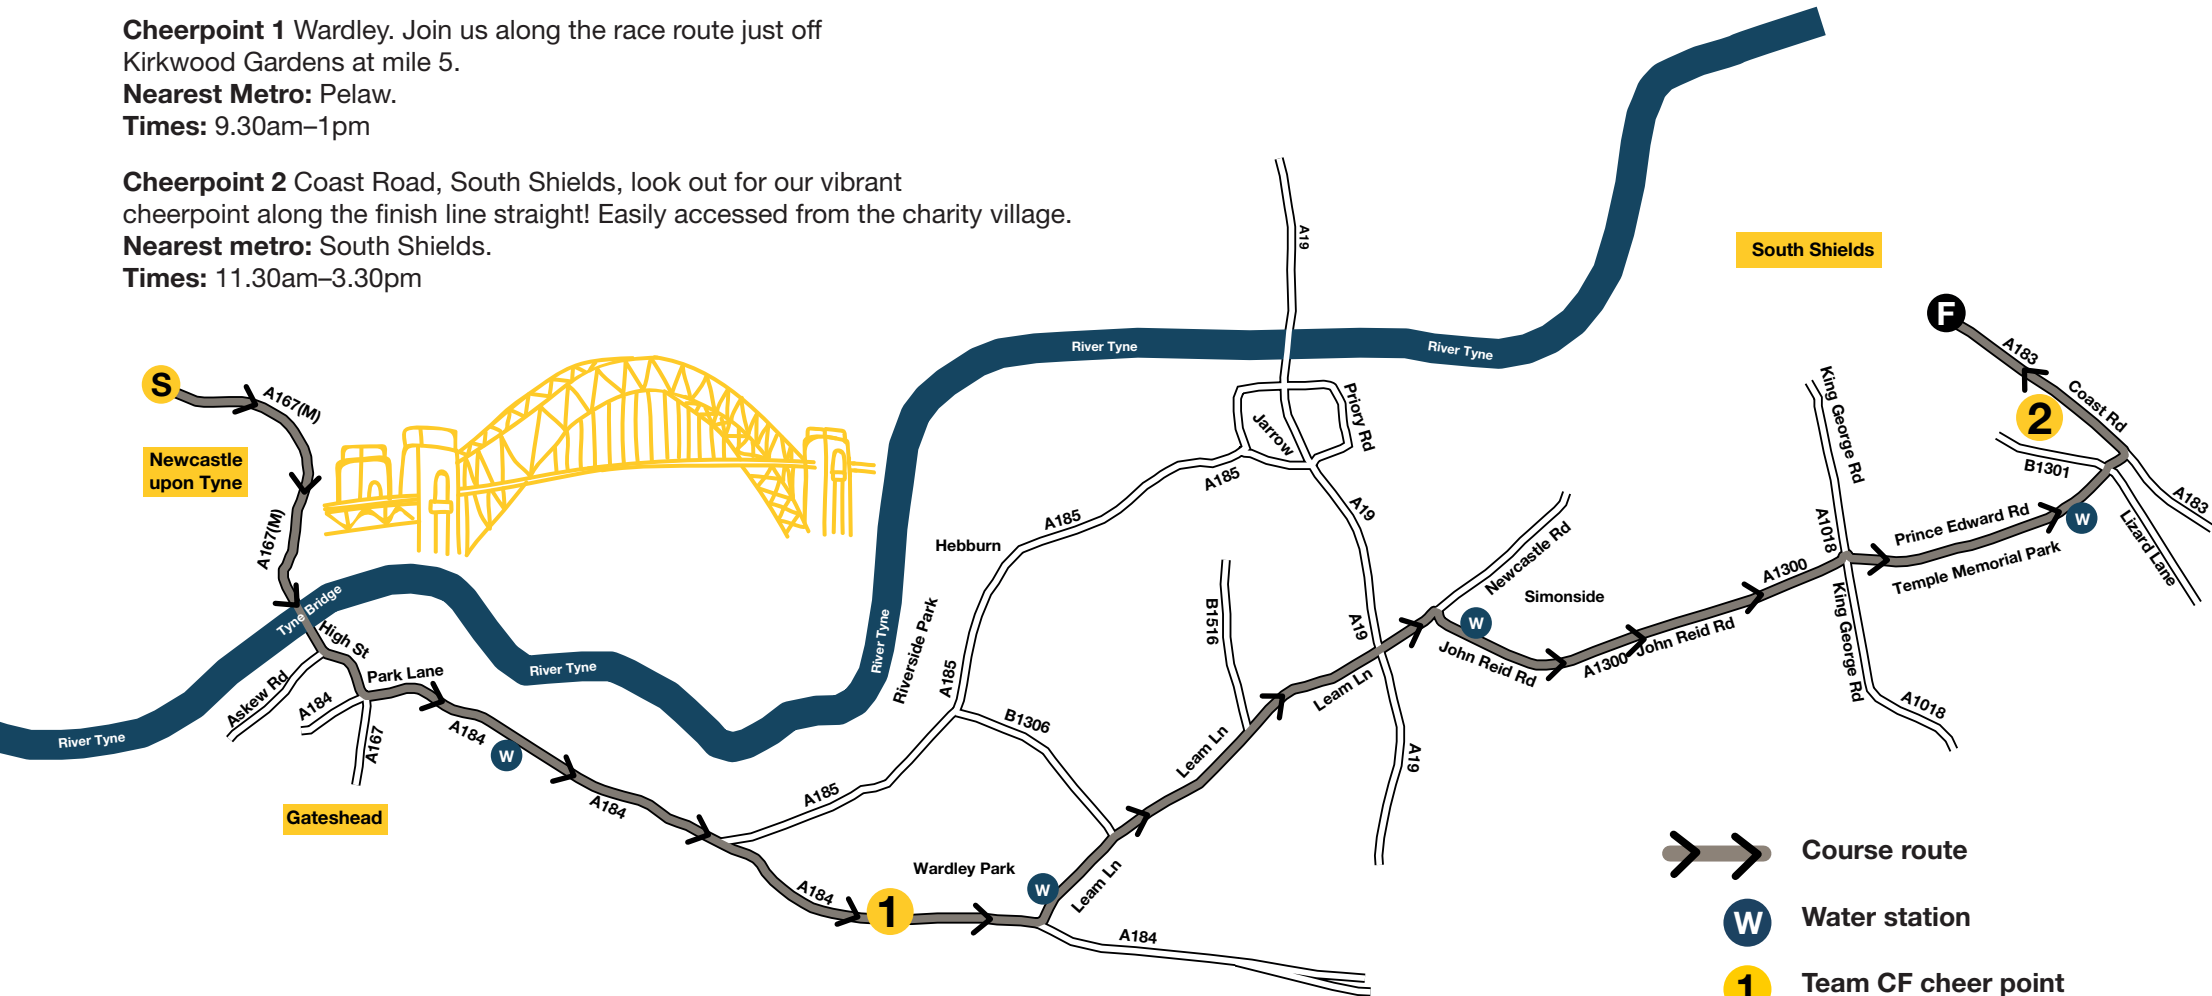 Cheerpoint 1 Wardley. Join us along the race route just off
Kirkwood Gardens at mile 5.
Nearest Metro: Pelaw.
Times: 9.30am–1pm
Cheerpoint 2 Coast Road, South Shields, look out for our vibrant
cheerpoint along the finish line straight! Easily accessed from the charity village.
Nearest metro: South Shields.
Times: 11.30am–3.30pm
A19
South Shields
F
A183
River Tyne
River Tyne
S
A167(M)
Newcastle
upon Tyne
A167(M)
Priory Rd
Jarrow
A185
King George Rd
Coast Rd
2
B1301
A183
A19
A185
Hebburn
A1018
Prince Edward Rd
W
Lizard Lane
Newcastle Rd
Temple Memorial Park
Tyne Bridge
High St
River Tyne
Riverside Park
B1516
A19
W
Simonside
A1300
King George Rd
John Reid Rd
A1300
John Reid Rd
Park Lane
River Tyne
A185
Leam Ln
Askew Rd
A184
A184
A167
River Tyne
W
B1306
Leam Ln
A19
A1018
A184
A185
Gateshead
Wardley Park
W
Leam Ln
A184
1
A184
Course route
W
Water station
1
Team CF cheer point